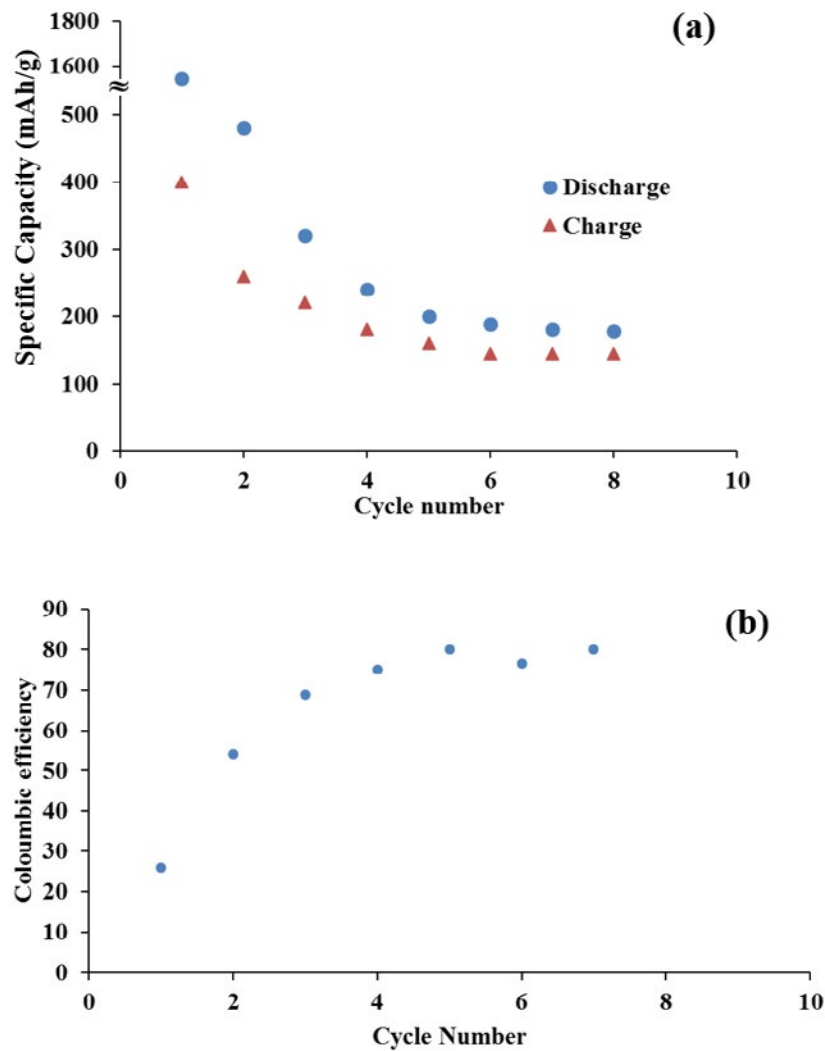 (a)
1800
1600
≈
500
400
300
200
100
0
Specific Capacity (mAh/g)
Discharge
Charge
0 2 4 6 8 10
Cycle number
(b)
90
80
70
60
50
40
30
20
10
0
Coloumbic efficiency
0 2 4 6 8 10
Cycle Number